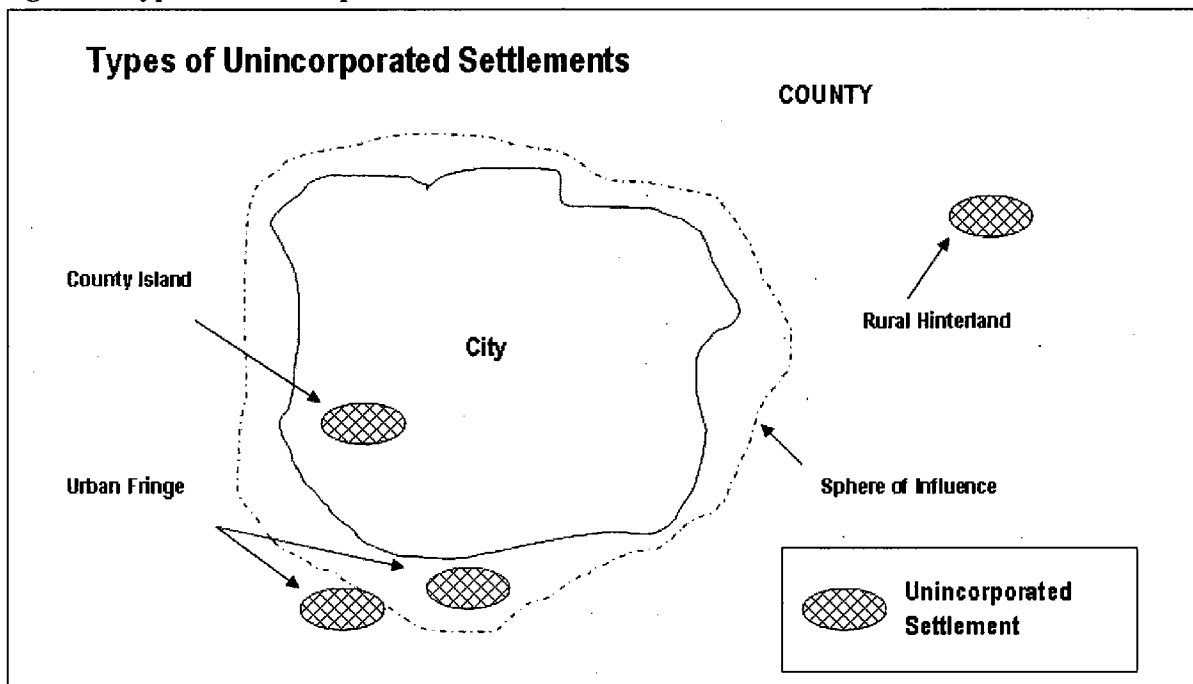 Types of Unincorporated Settlements
COUNTY
County Island
Rural Hinterland
City
Urban Fringe
Sphere of Influence
Unincorporated
Settlement